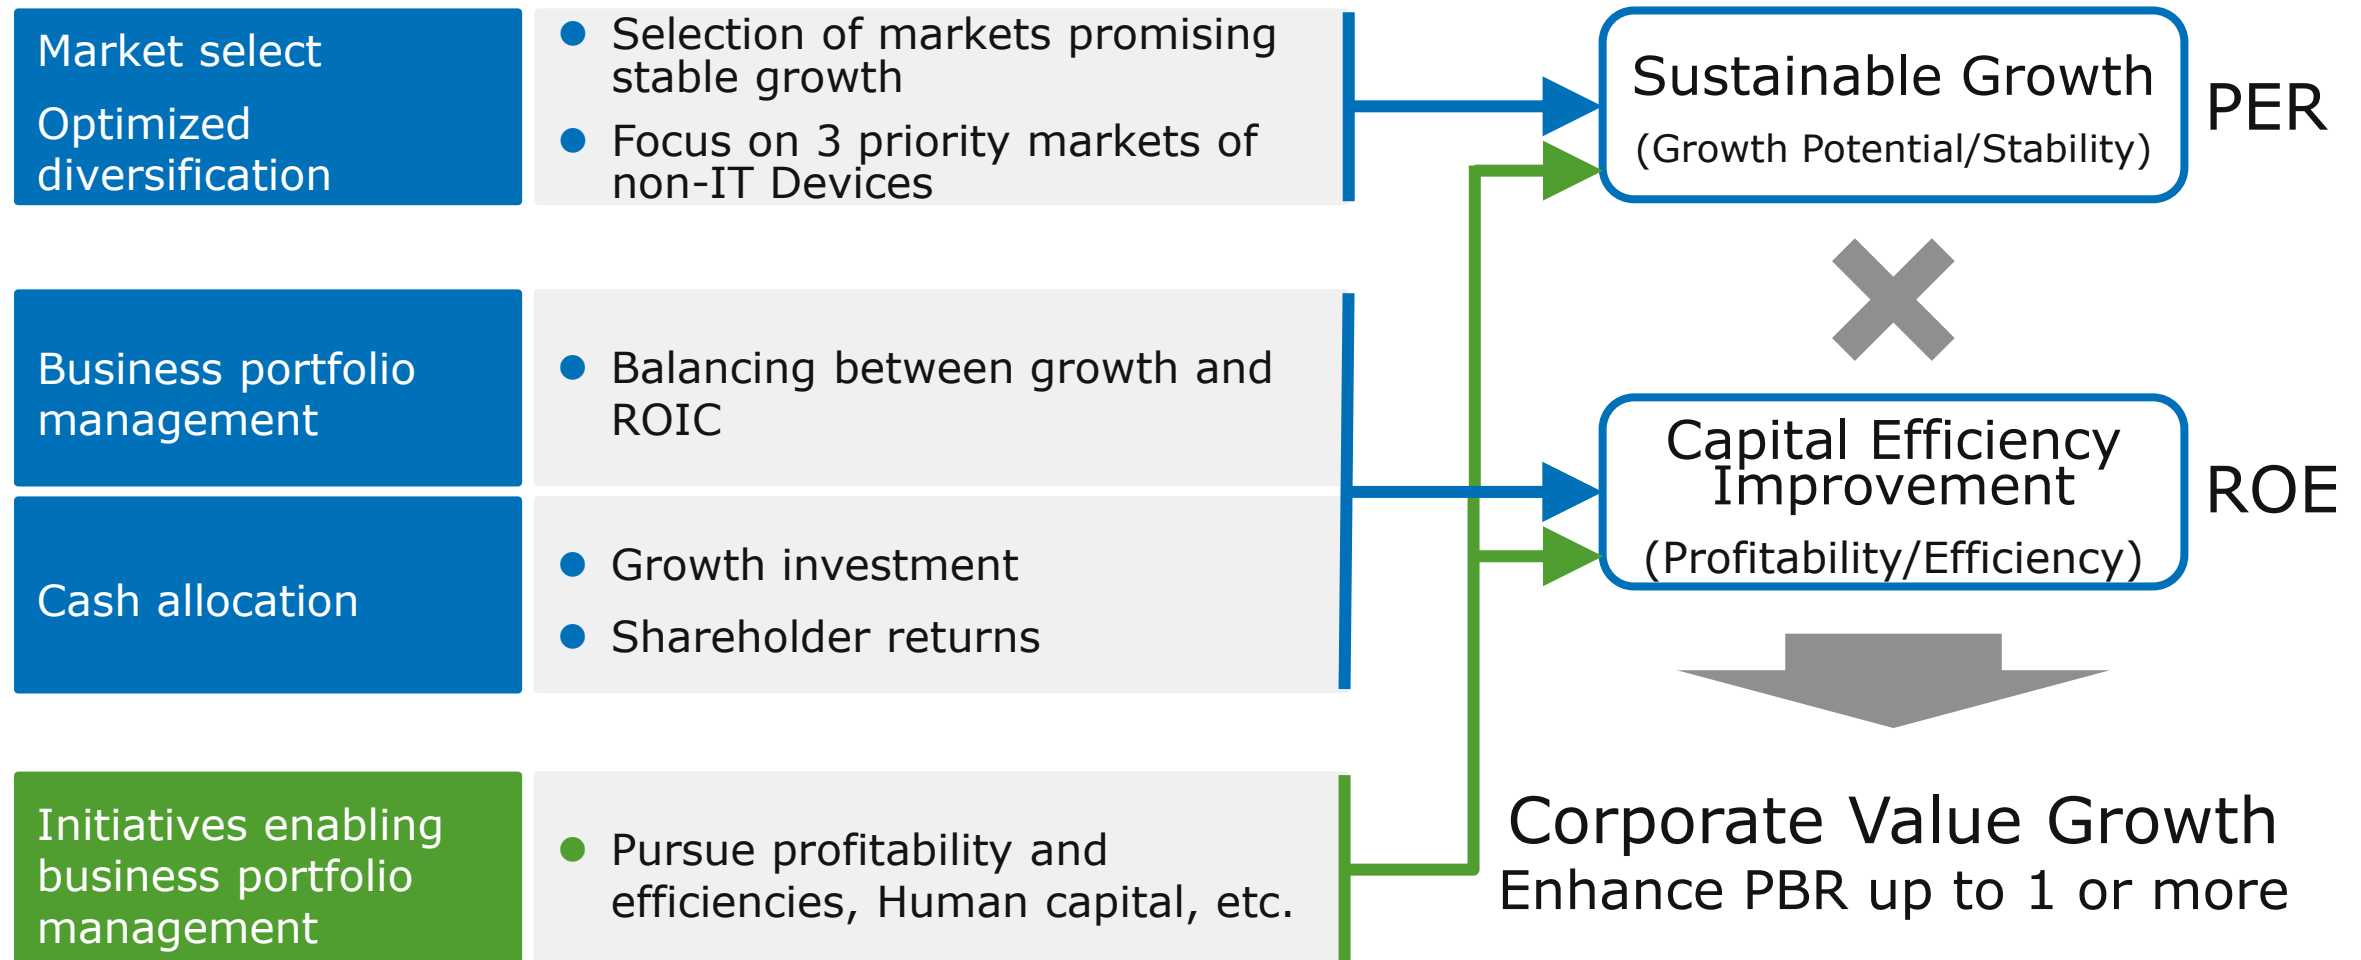 Market select
Optimized
diversification
Selection of markets promising
stable growth
Focus on 3 priority markets of
non-IT Devices
Sustainable Growth
(Growth Potential/Stability)
PER
Business portfolio
management
Balancing between growth and
ROIC
Capital Efficiency
Improvement
(Profitability/Efficiency)
ROE
Cash allocation
Growth investment
Shareholder returns
Initiatives enabling
business portfolio
management
Pursue profitability and
efficiencies, Human capital, etc.
Corporate Value Growth
Enhance PBR up to 1 or more